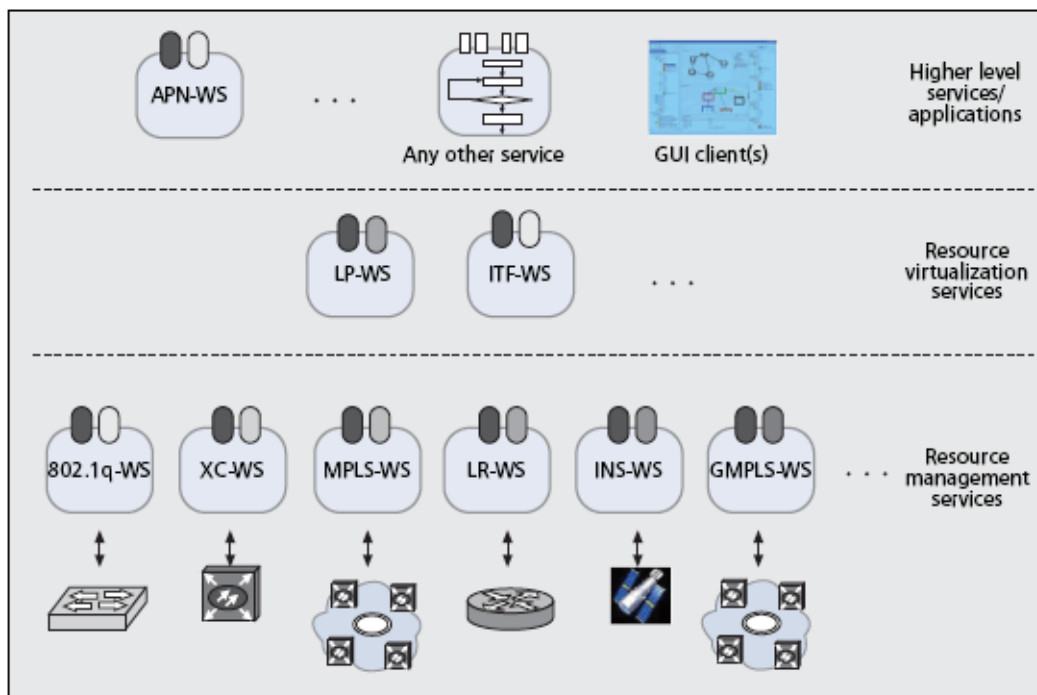 APN-WS
. . .
Any other service
GUI client(s)
Higher level
services/
applications
LP-WS
ITF-WS
. . .
Resource
virtualization
services
802.1q-WS
XC-WS
MPLS-WS
LR-WS
INS-WS
GMPLS-WS
. . .
Resource
management
services